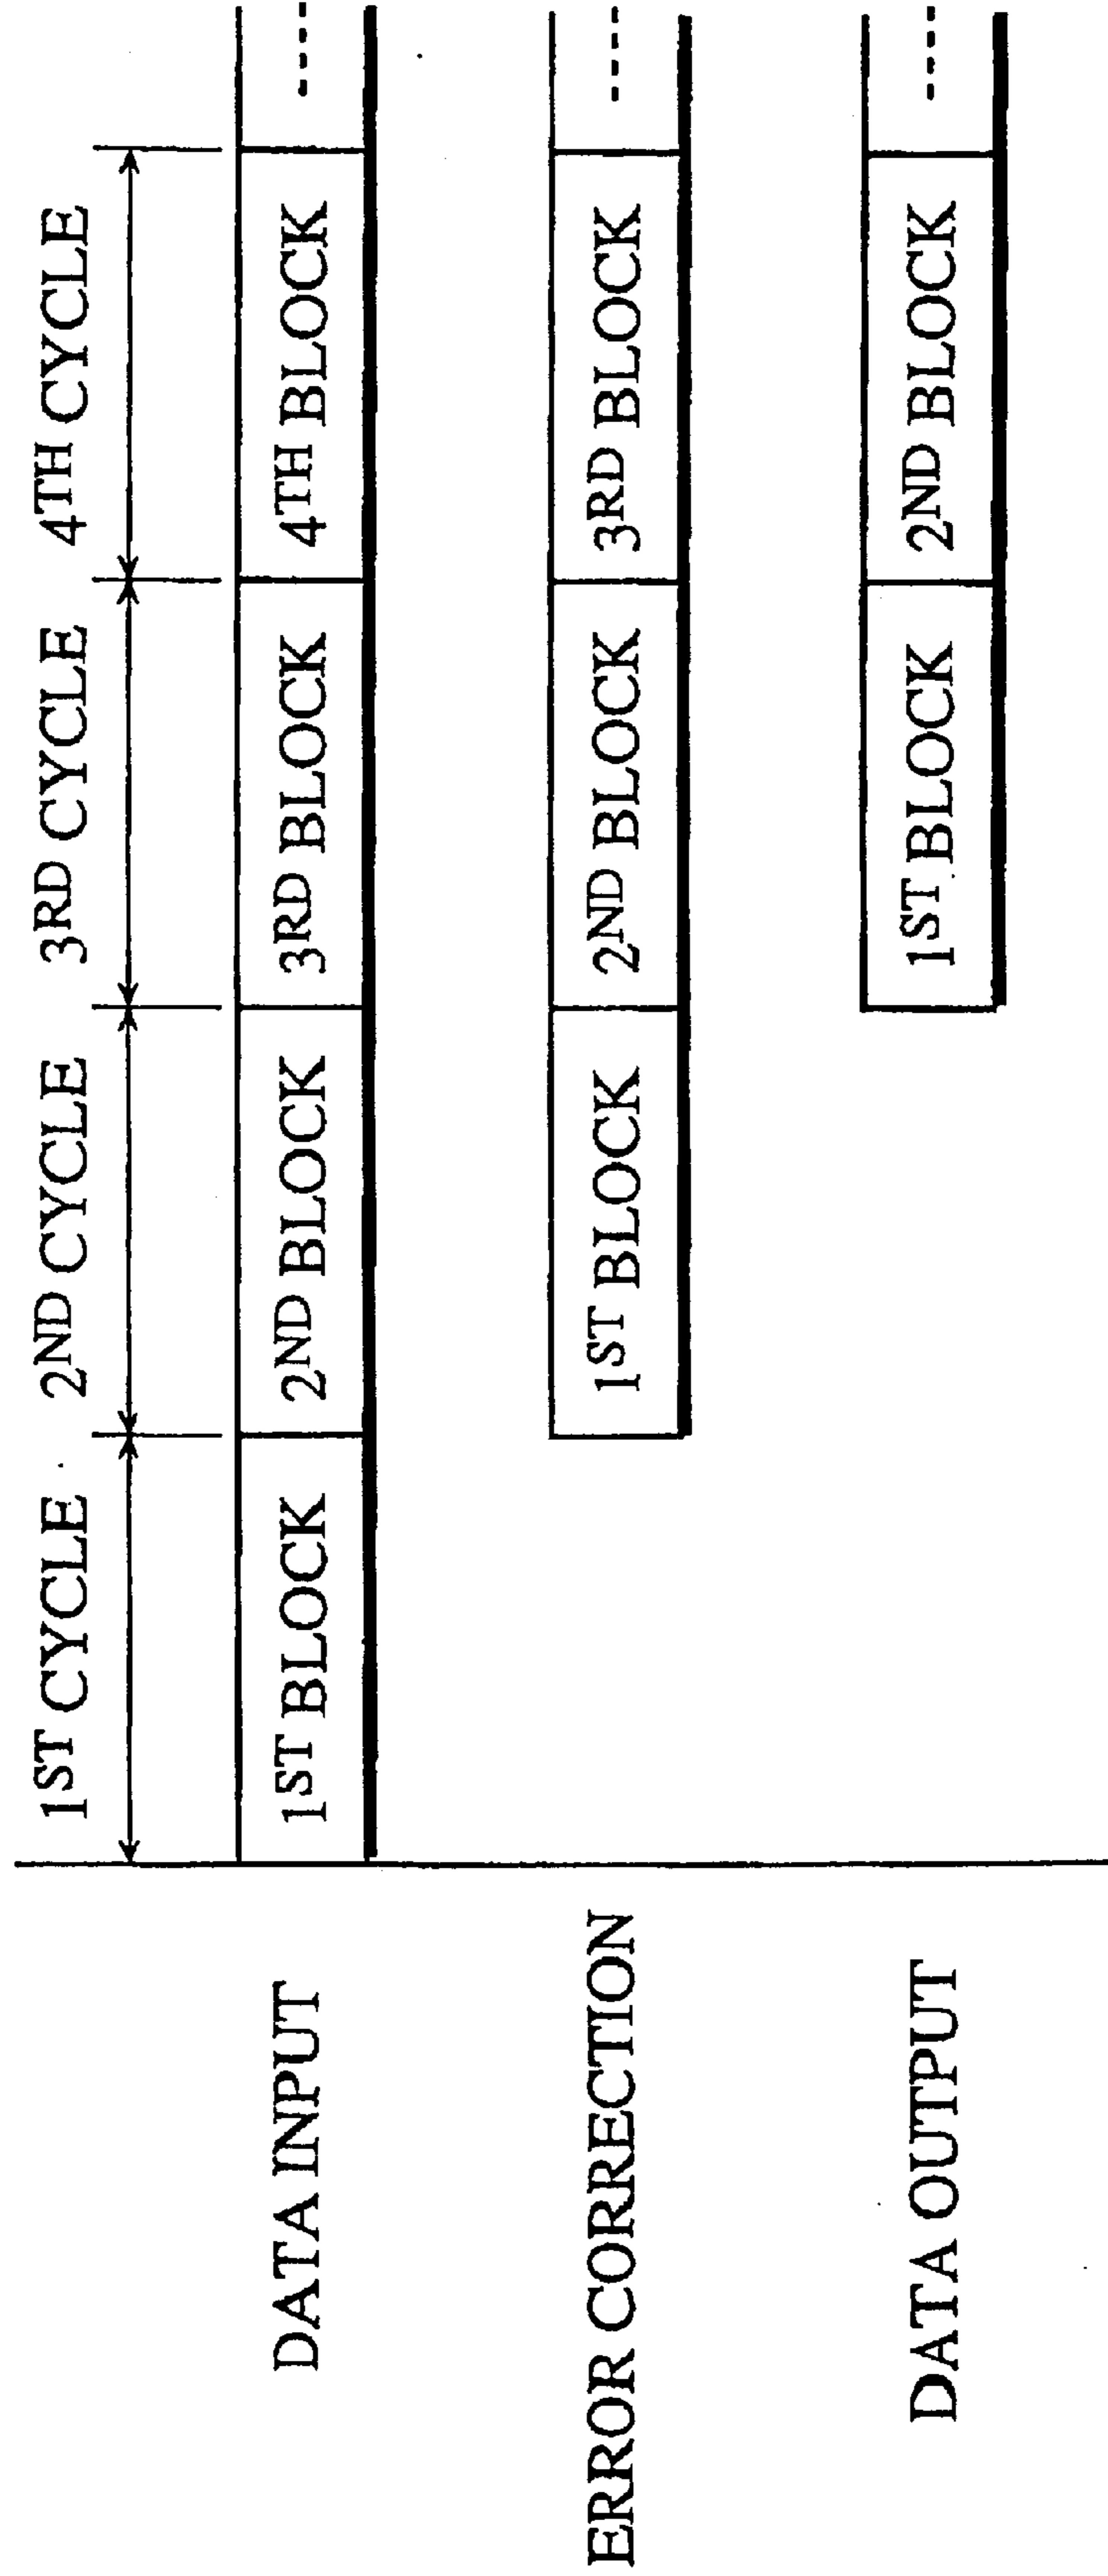 1ST CYCLE 2ND CYCLE 3RD CYCLE 4TH CYCLE
DATA INPUT 1ST BLOCK 2ND BLOCK 3RD BLOCK 4TH BLOCK ----
ERROR CORRECTION 1ST BLOCK 2ND BLOCK 3RD BLOCK ----
DATA OUTPUT 1ST BLOCK 2ND BLOCK ----